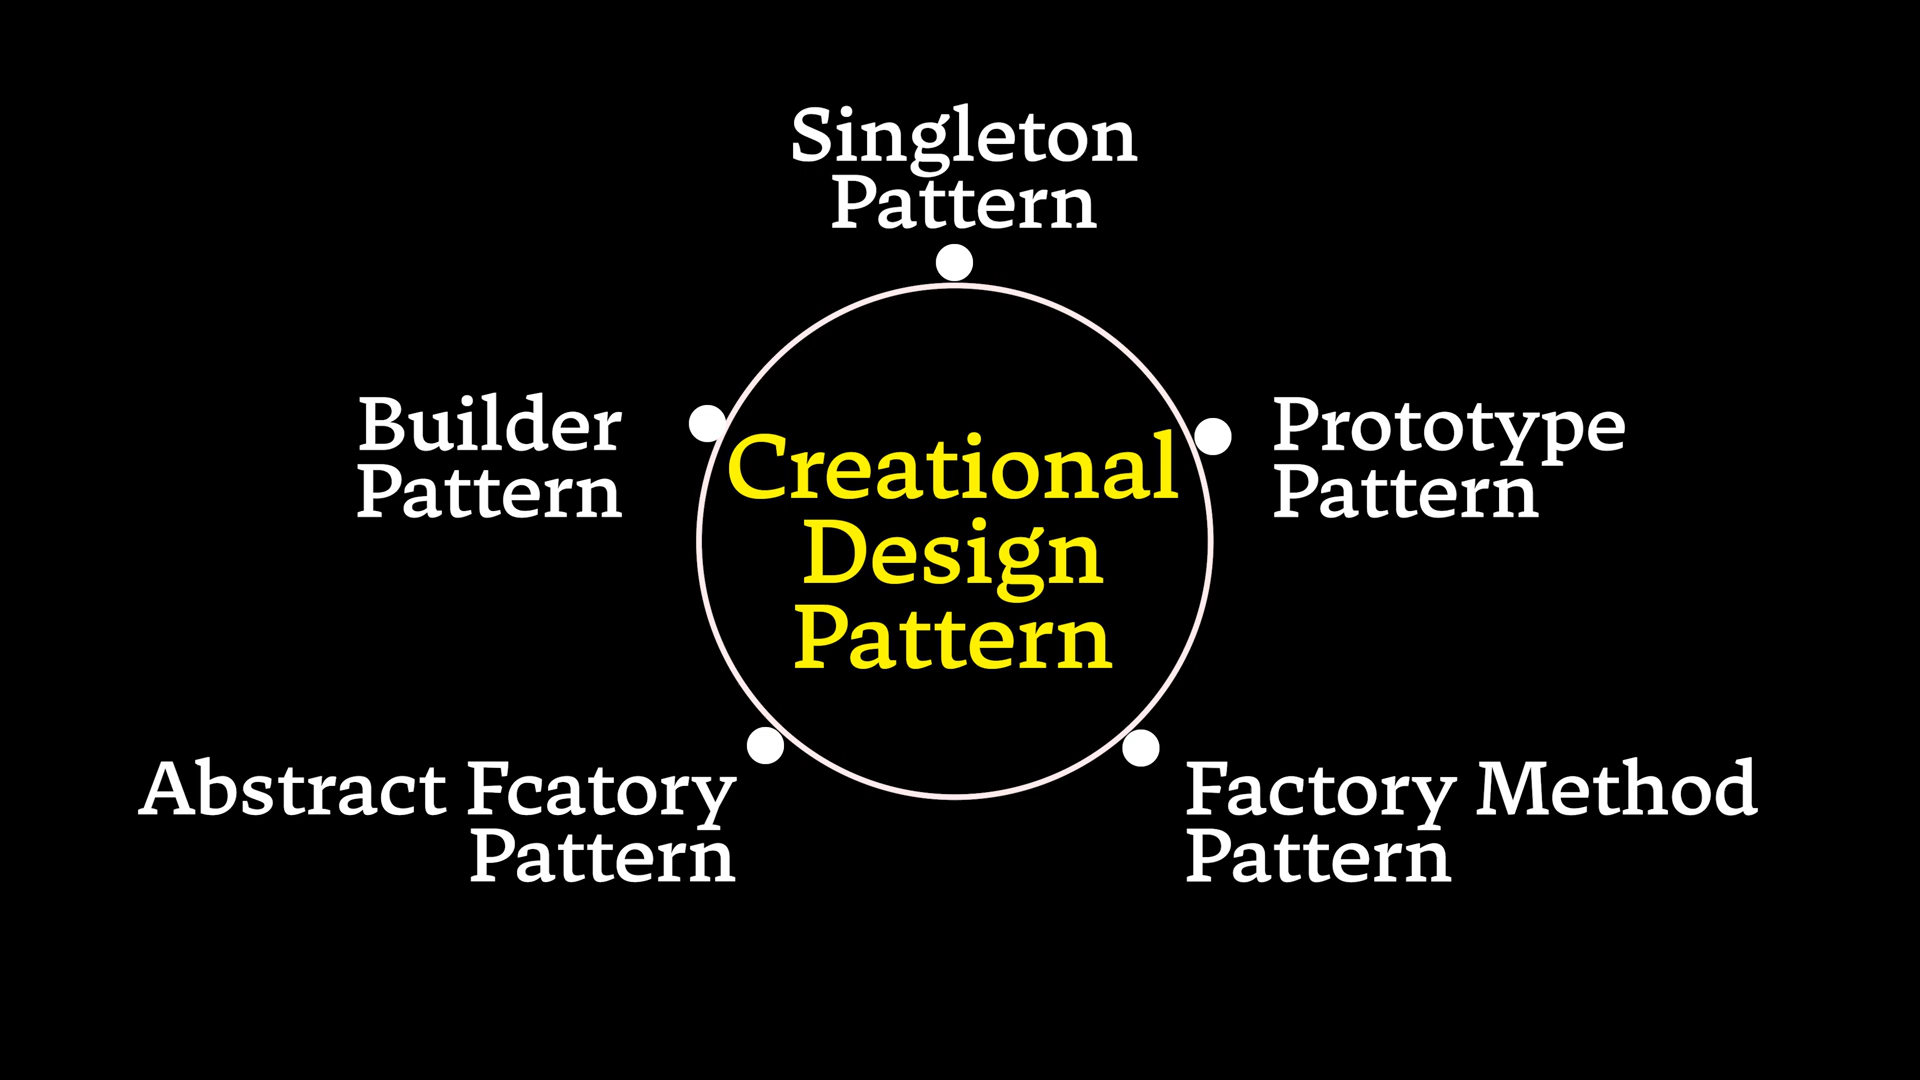 Singleton
Pattern
Builder
Pattern
Prototype
Pattern
Creational
Design
Pattern
Abstract Fcatory
Pattern
Factory Method
Pattern